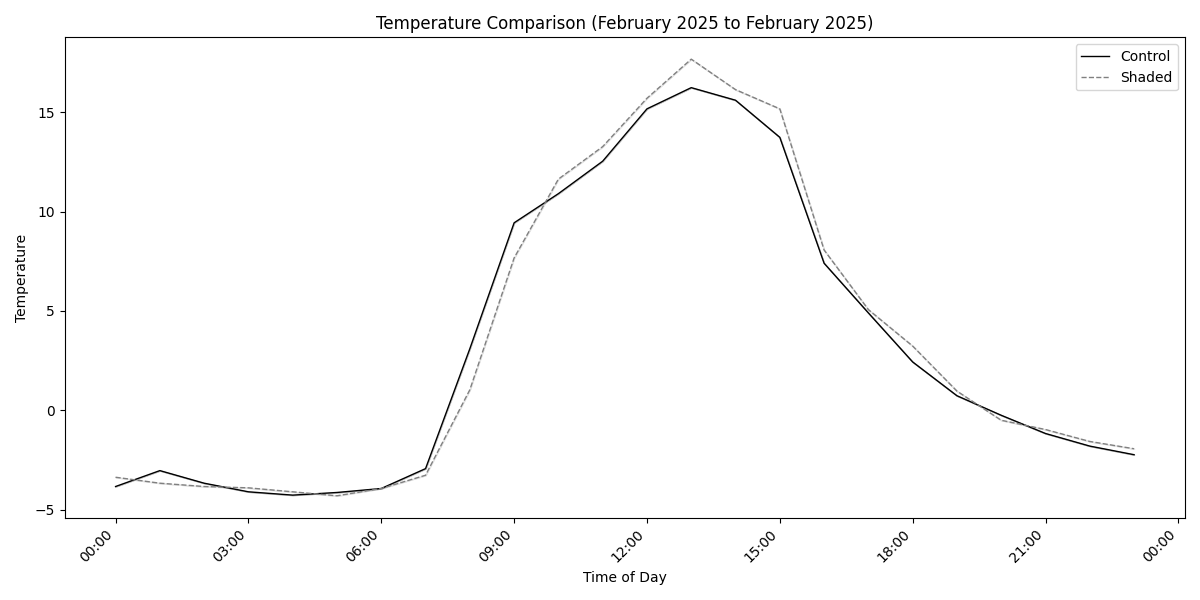 Temperature Comparison (February 2025 to February 2025)
Control
Shaded
15
10
5
0
−5
Temperature
00:00
03:00
06:00
09:00
12:00
15:00
18:00
21:00
00:00
Time of Day